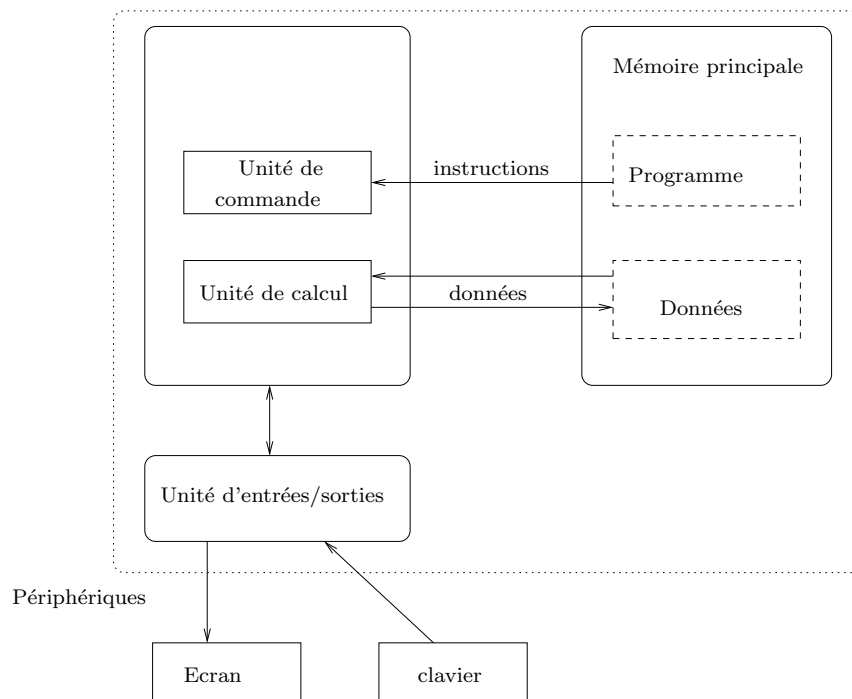 Mémoire principale
Unité de
commande
instructions
Programme
Unité de calcul
données
Données
Unité d'entrées/sorties
Périphériques
Ecran
clavier